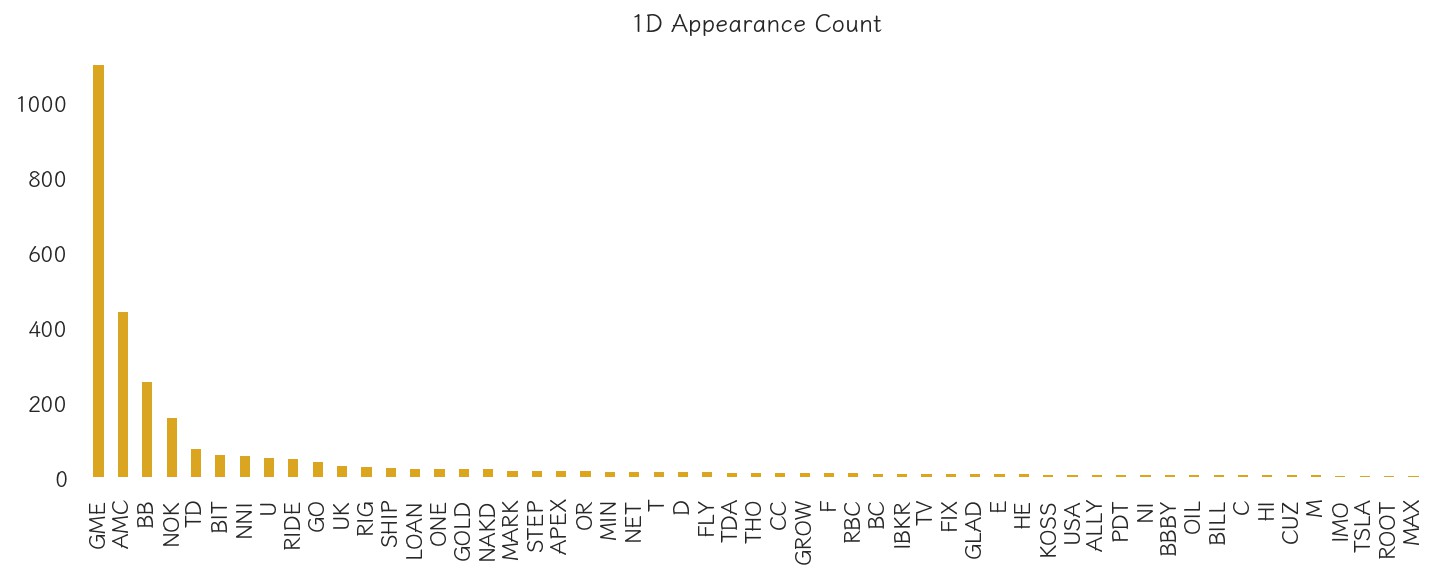 1D Appearance Count
1000
800
600
400
200
0
GME
AMC
BB
NOK
TD
BIT
NNI
U
RIDE
GO
UK
RIG
SHIP
LOAN
ONE
GOLD
NAKD
MARK
STEP
APEX
OR
MIN
NET
T
D
FLY
TDA
THO
CC
GROW
F
RBC
BC
IBKR
TV
FIX
GLAD
E
HE
KOSS
USA
ALLY
PDT
NI
BBBY
OIL
BILL
C
HI
CUZ
M
IMO
TSLA
ROOT
MAX